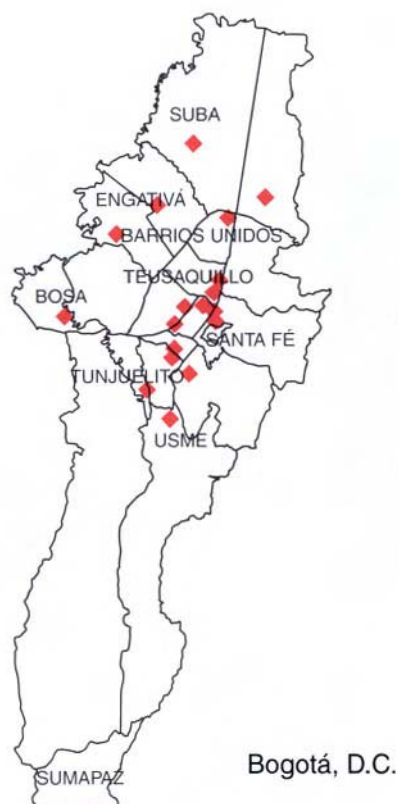 SUBA
ENGATIVÁ
BARRIOS UNIDOS
TEUSAQUILLO
BOSA
SANTA FÉ
TUNJUELITO
USME
Bogotá, D.C.
SUMAPAZ